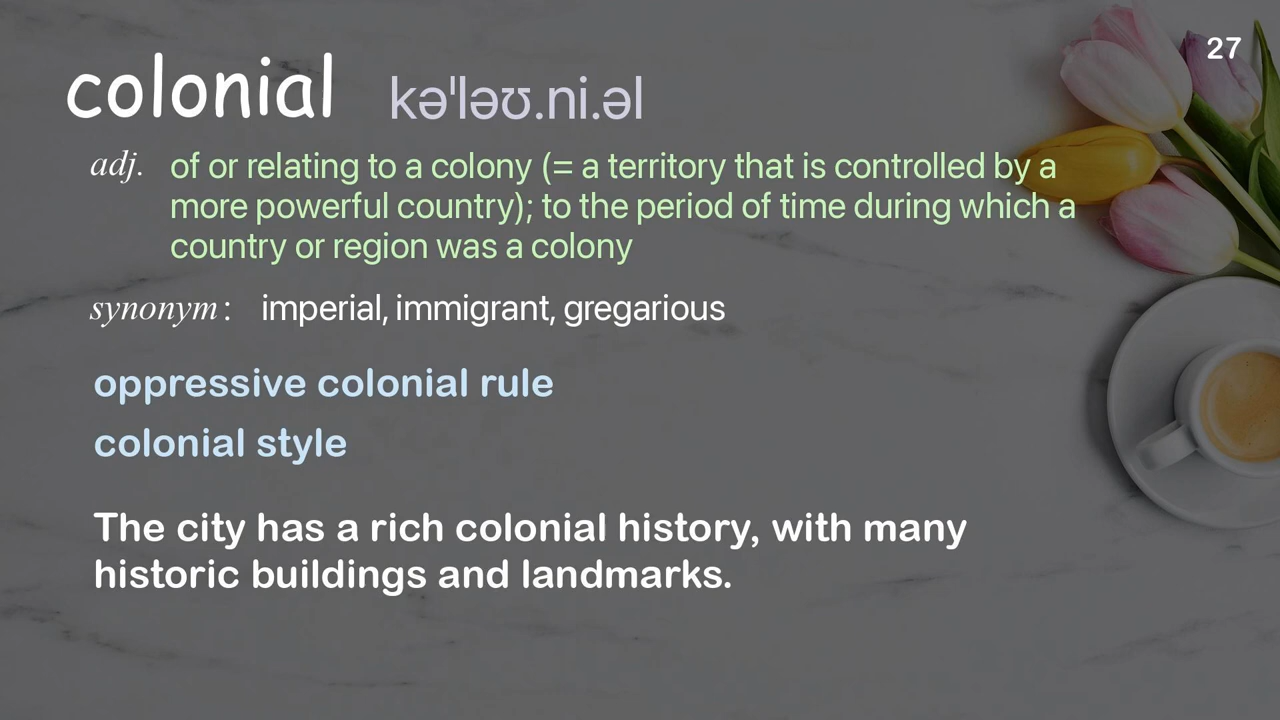 27
colonial kəˈləʊ.ni.əl
adj. of or relating to a colony (= a territory that is controlled by a
more powerful country); to the period of time during which a
country or region was a colony
synonym: imperial, immigrant, gregarious
oppressive colonial rule
colonial style
The city has a rich colonial history, with many
historic buildings and landmarks.